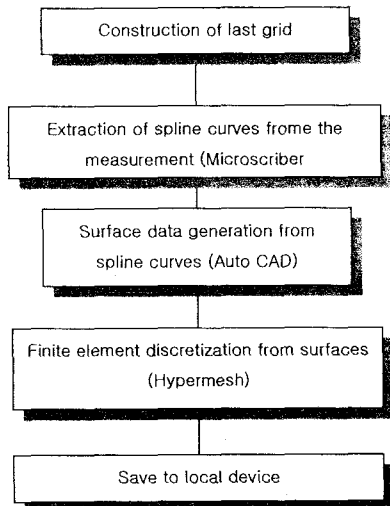 Construction of last grid
Extraction of spline curves frome the
measurement (Microscriber
Surface data generation from
spline curves (Auto CAD)
Finite element discretization from surfaces
(Hypermesh)
Save to local device